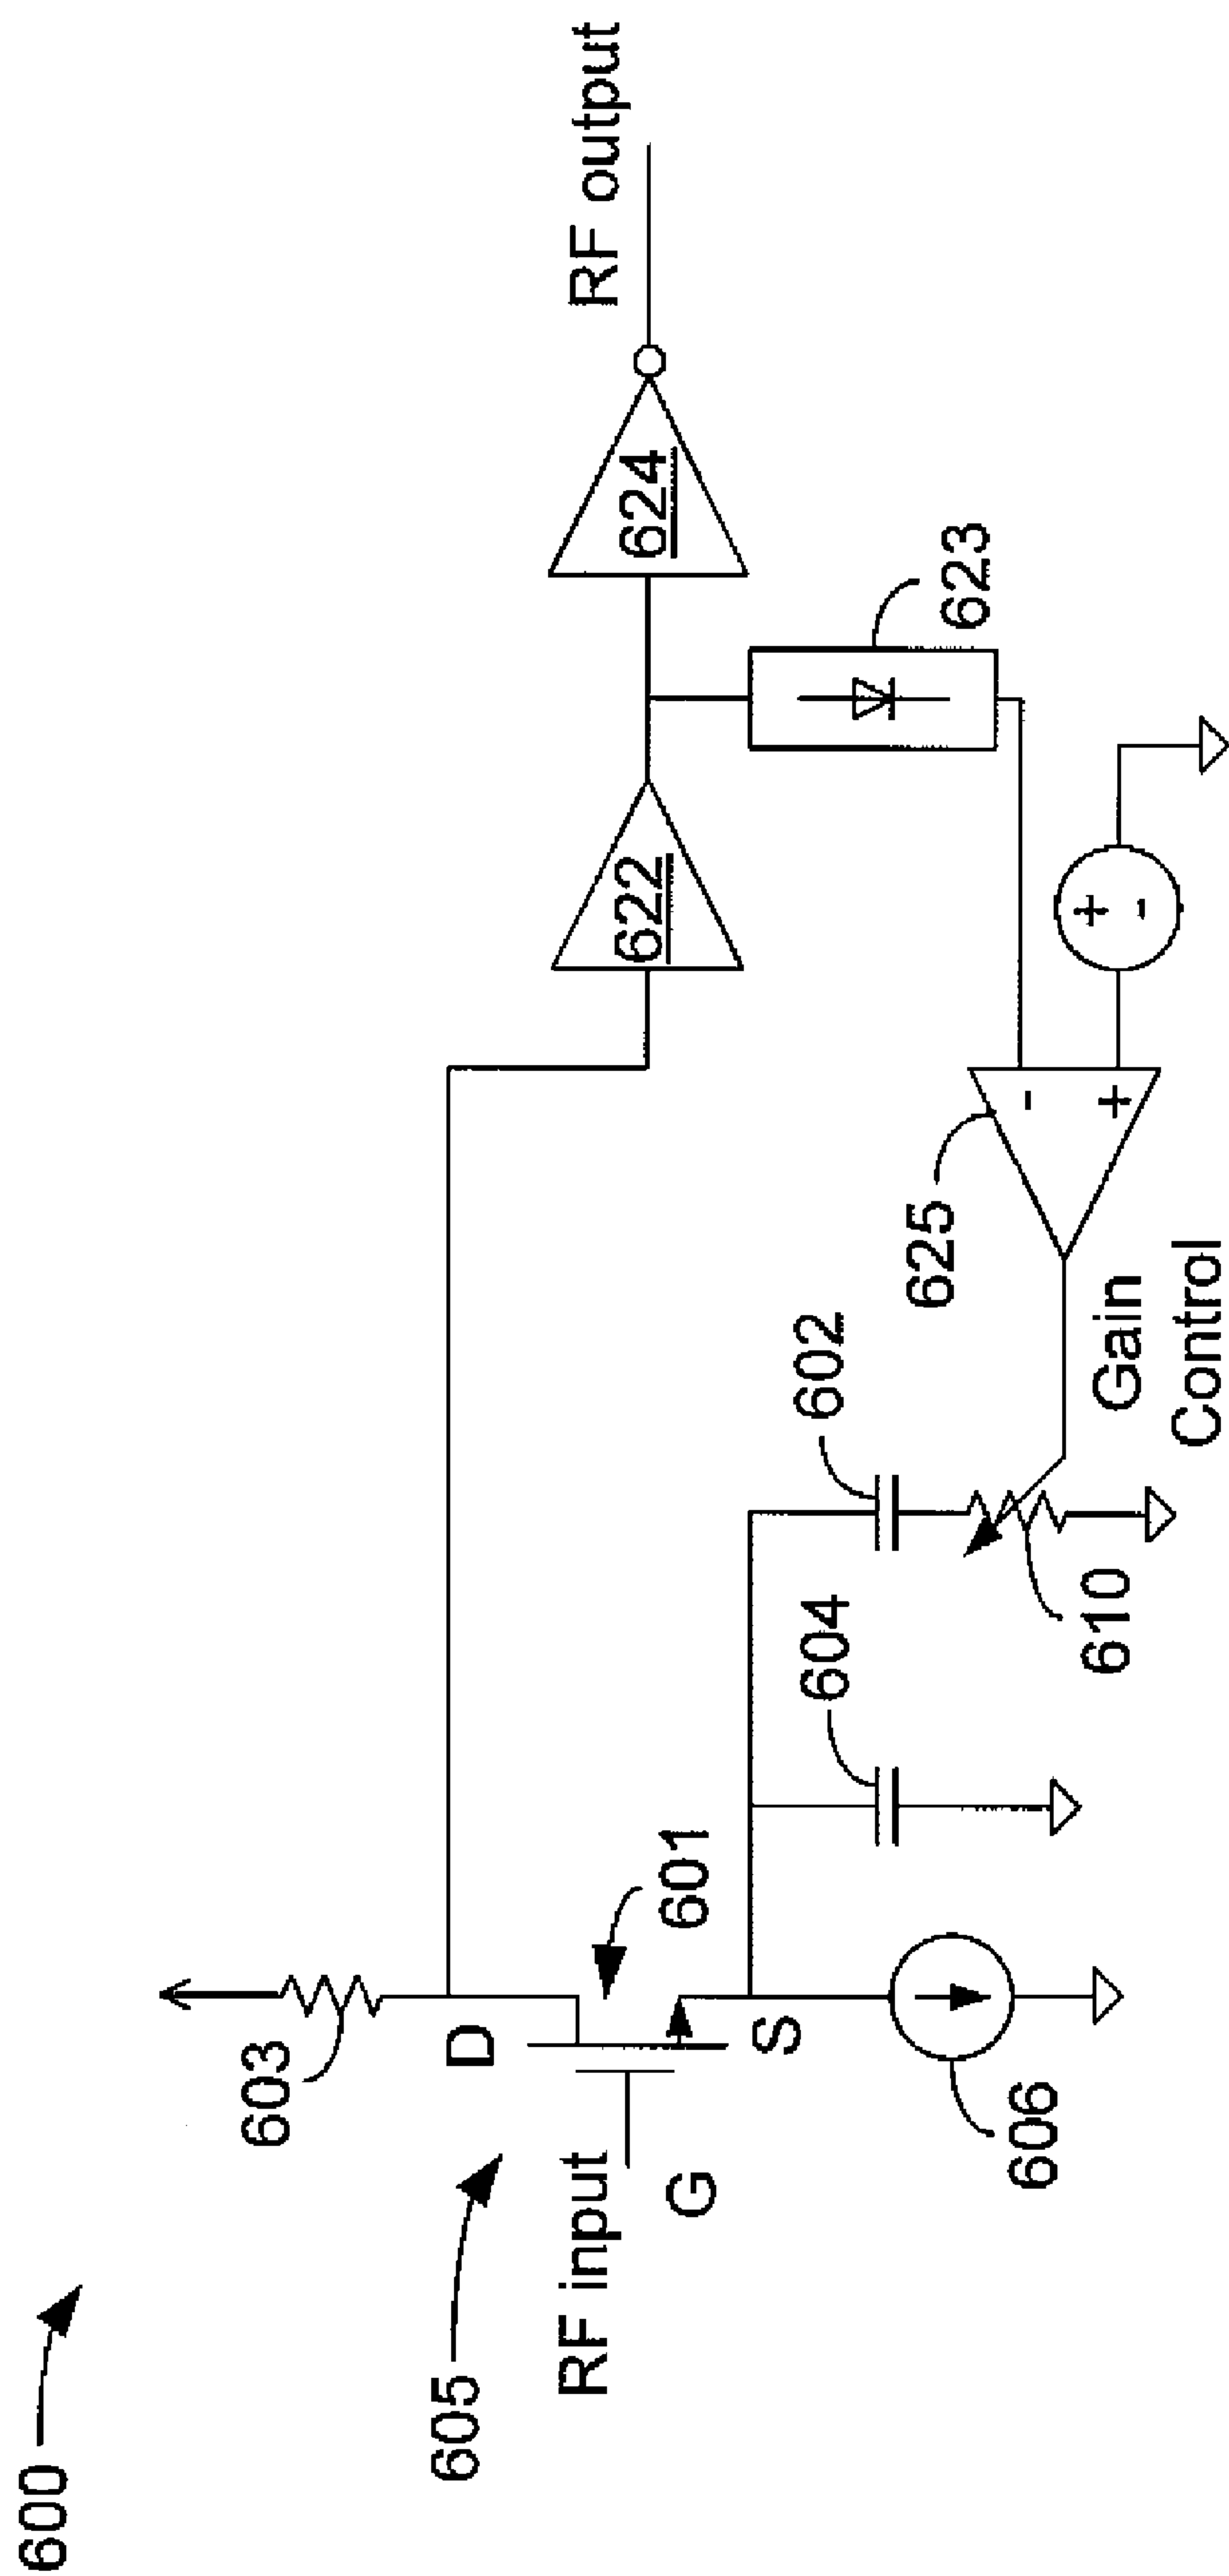 600
605
603
D
RF input
G
601
S
606
604
602
610
Gain
Control
625
-
+
+
-
622
623
624
RF output